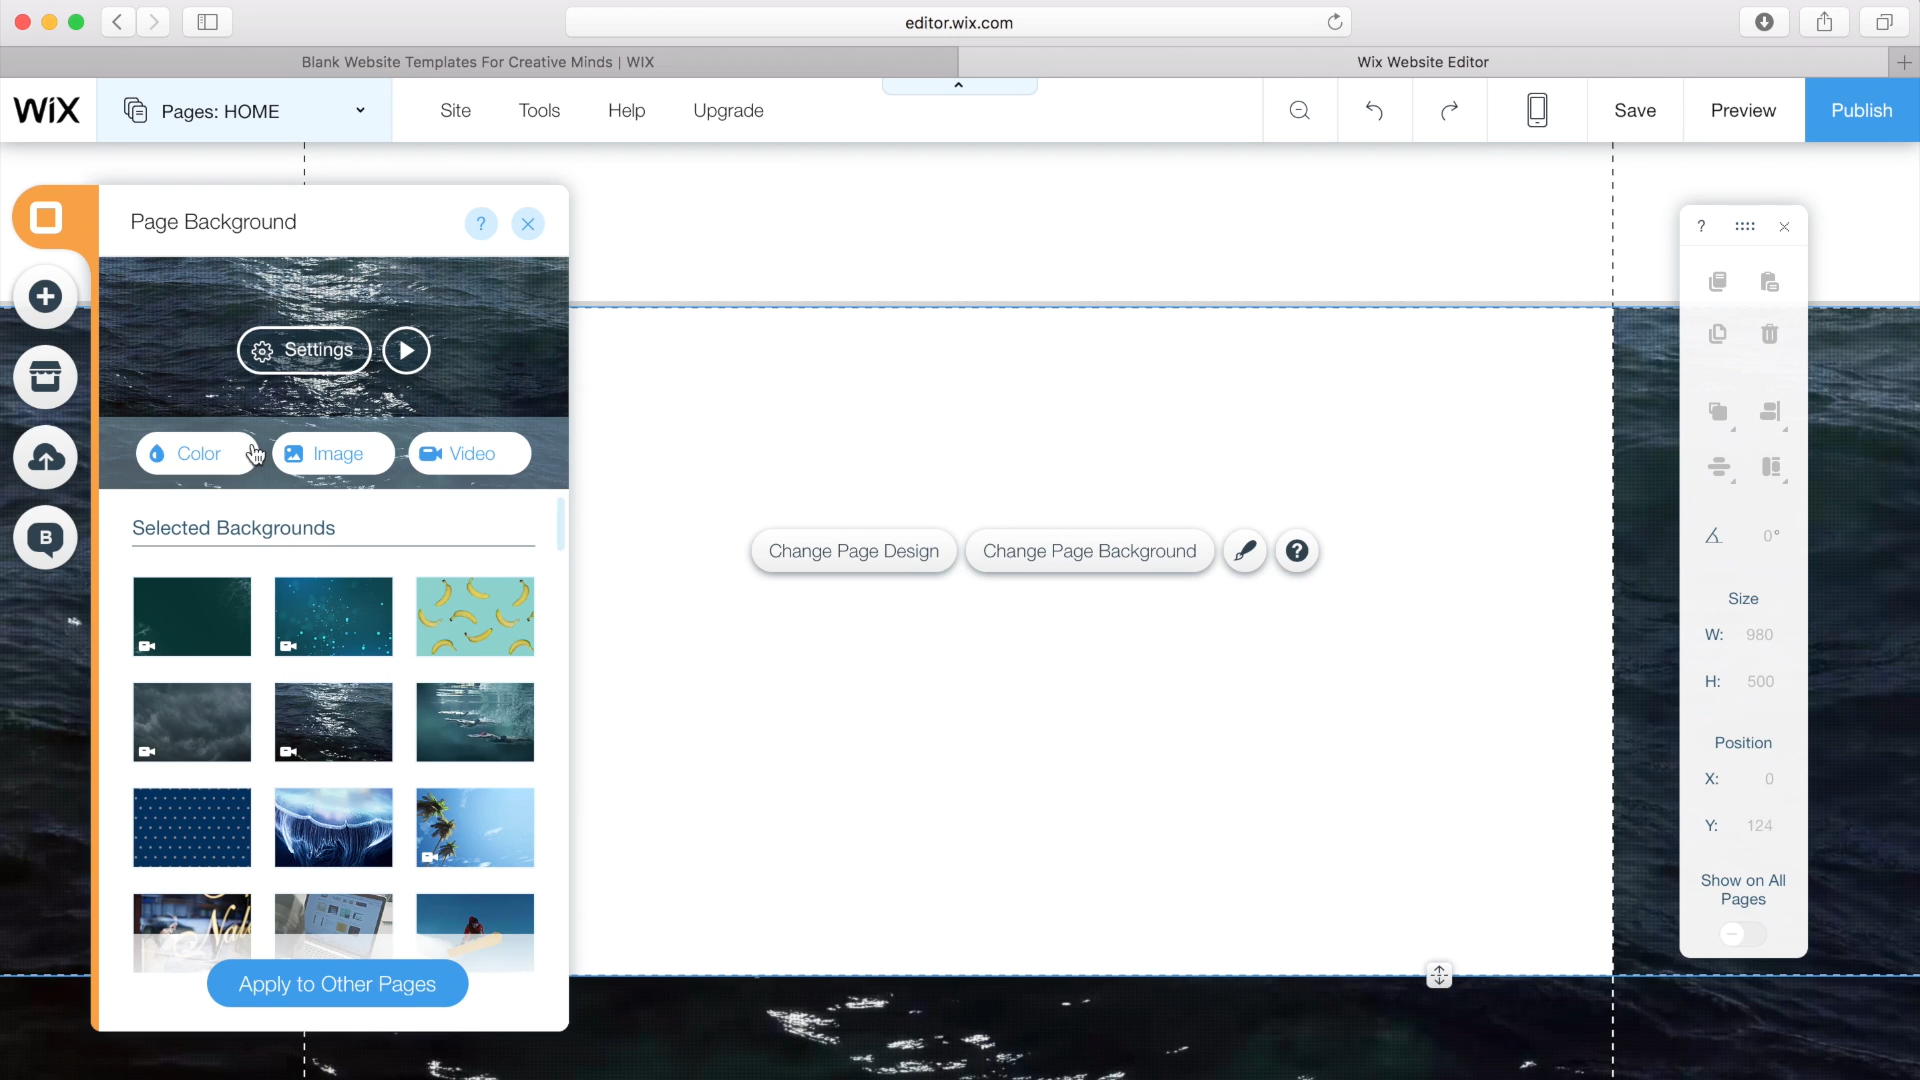 editor.wix.com
Blank Website Templates For Creative Minds | WIX
Wix Website Editor
WiX
Pages: HOME
Site
Tools
Help
Upgrade
Save
Preview
Publish
Page Background
?
?
Settings
Color
Image
Video
Selected Backgrounds
Change Page Design
Change Page Background
?
B
0°
Size
W: 980
H: 500
Position
X: 0
Y: 124
Show on All
Pages
Apply to Other Pages